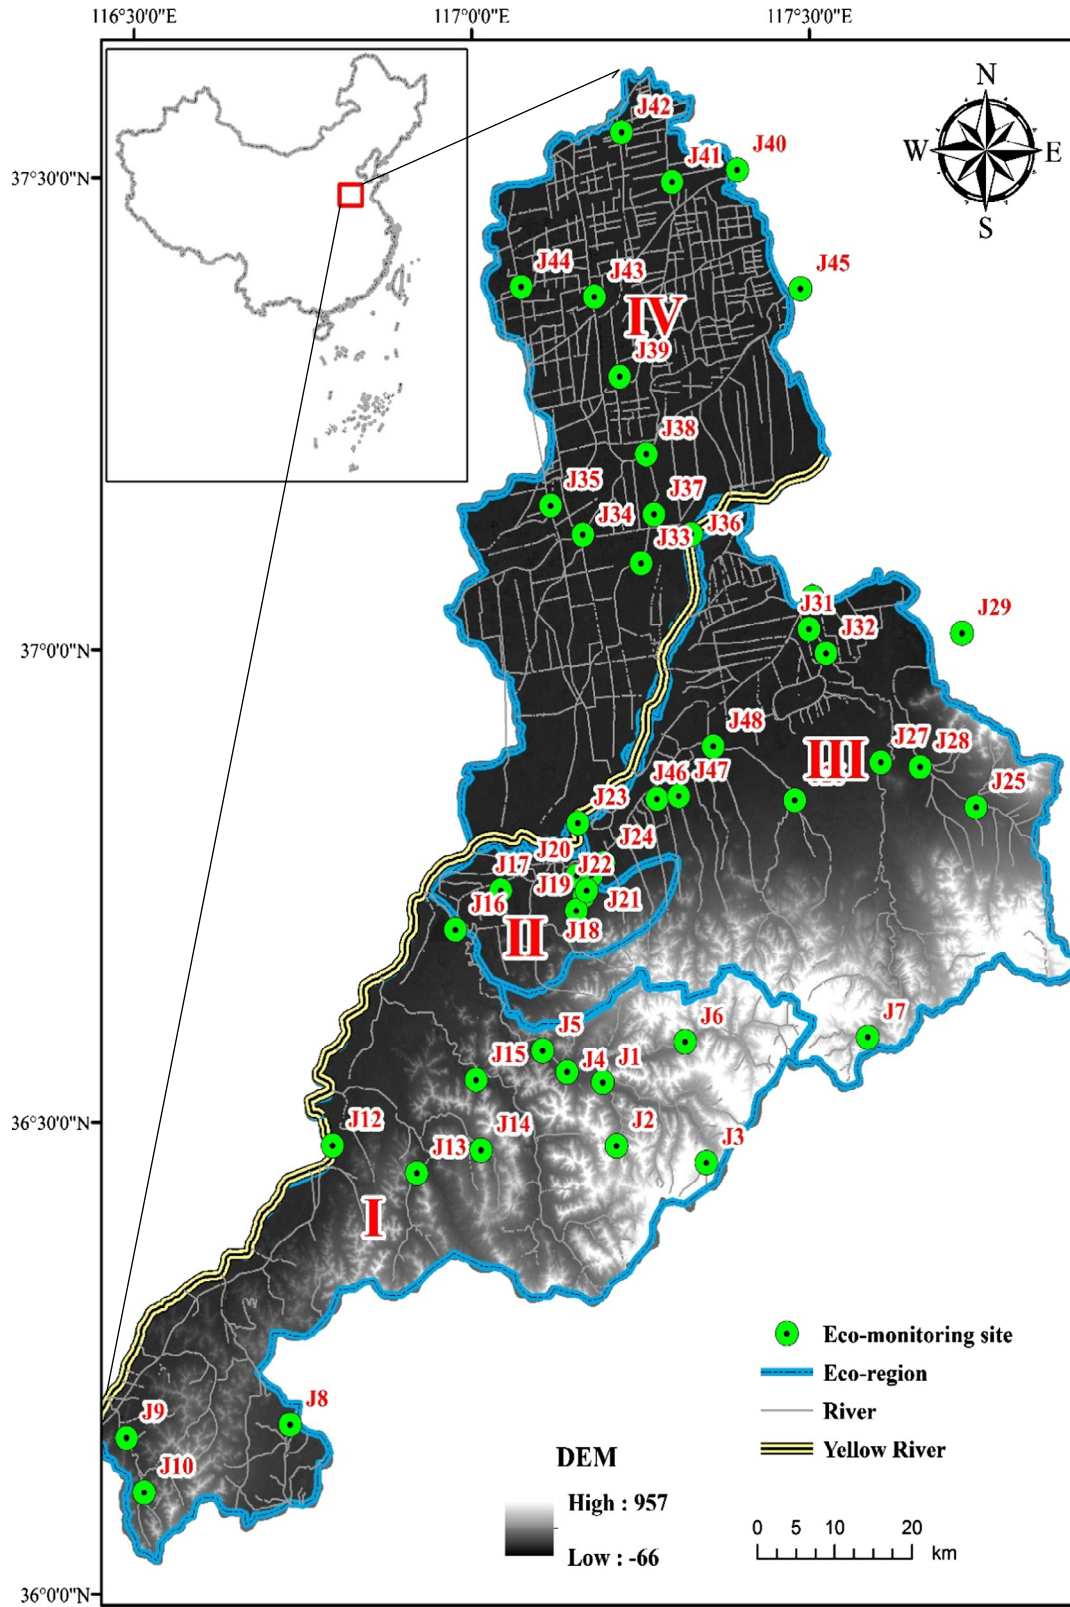 116°30'0"E
117°0'0"E
117°30'0"E
N
W
E
S
37°30'0"N
37°0'0"N
36°30'0"N
36°0'0"N
J42
J41
J40
J44
J43
J45
IV
J39
J38
J35
J37
J34
J36
J33
J31
J29
J32
J48
III
J27
J28
J46
J47
J25
J23
J24
J20
J17
J22
J19
J16
J21
J18
II
J5
J6
J7
J15
J4
J1
J12
J14
J2
J13
J3
I
J8
J9
J10
Eco-monitoring site
Eco-region
River
Yellow River
DEM
High : 957
Low : -66
0 5 10 20
km